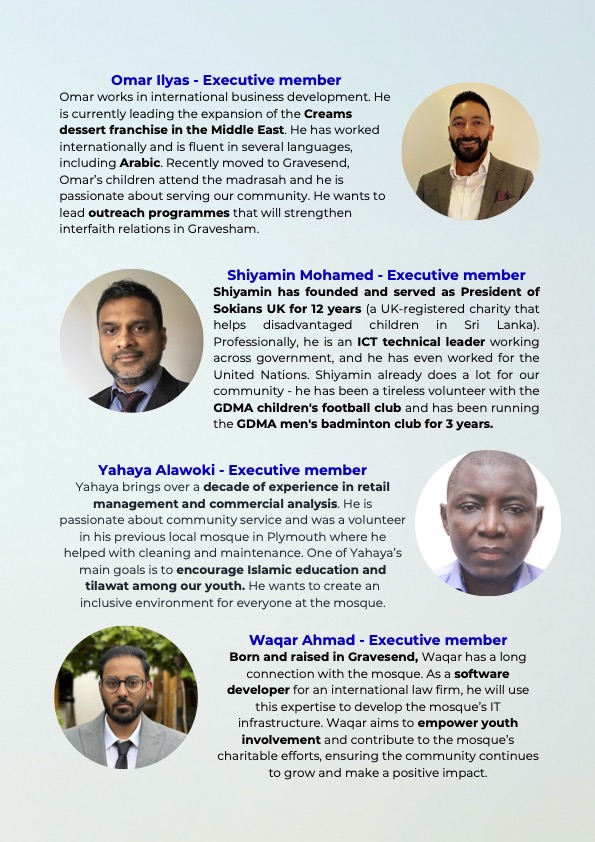 Omar Ilyas - Executive member
Omar works in international business development. He
is currently leading the expansion of the Creams
dessert franchise in the Middle East. He has worked
internationally and is fluent in several languages,
including Arabic. Recently moved to Gravesend,
Omar's children attend the madrasah and he is
passionate about serving our community. He wants to
lead outreach programmes that will strengthen
interfaith relations in Gravesham.
Shiyamin Mohamed - Executive member
Shiyamin has founded and served as President of
Sokians UK for 12 years (a UK-registered charity that
helps disadvantaged children in Sri Lanka).
Professionally, he is an ICT technical leader working
across government, and he has even worked for the
United Nations. Shiyamin already does a lot for our
community - he has been a tireless volunteer with the
GDMA children's football club and has been running
the GDMA men's badminton club for 3 years.
Yahaya Alawoki - Executive member
Yahaya brings over a decade of experience in retail
management and commercial analysis. He is
passionate about community service and was a volunteer
in his previous local mosque in Plymouth where he
helped with cleaning and maintenance. One of Yahaya's
main goals is to encourage Islamic education and
tilawat among our youth. He wants to create an
inclusive environment for everyone at the mosque.
Waqar Ahmad - Executive member
Born and raised in Gravesend, Waqar has a long
connection with the mosque. As a software
developer for an international law firm, he will use
this expertise to develop the mosque's IT
infrastructure. Waqar aims to empower youth
involvement and contribute to the mosque's
charitable efforts, ensuring the community continues
to grow and make a positive impact.